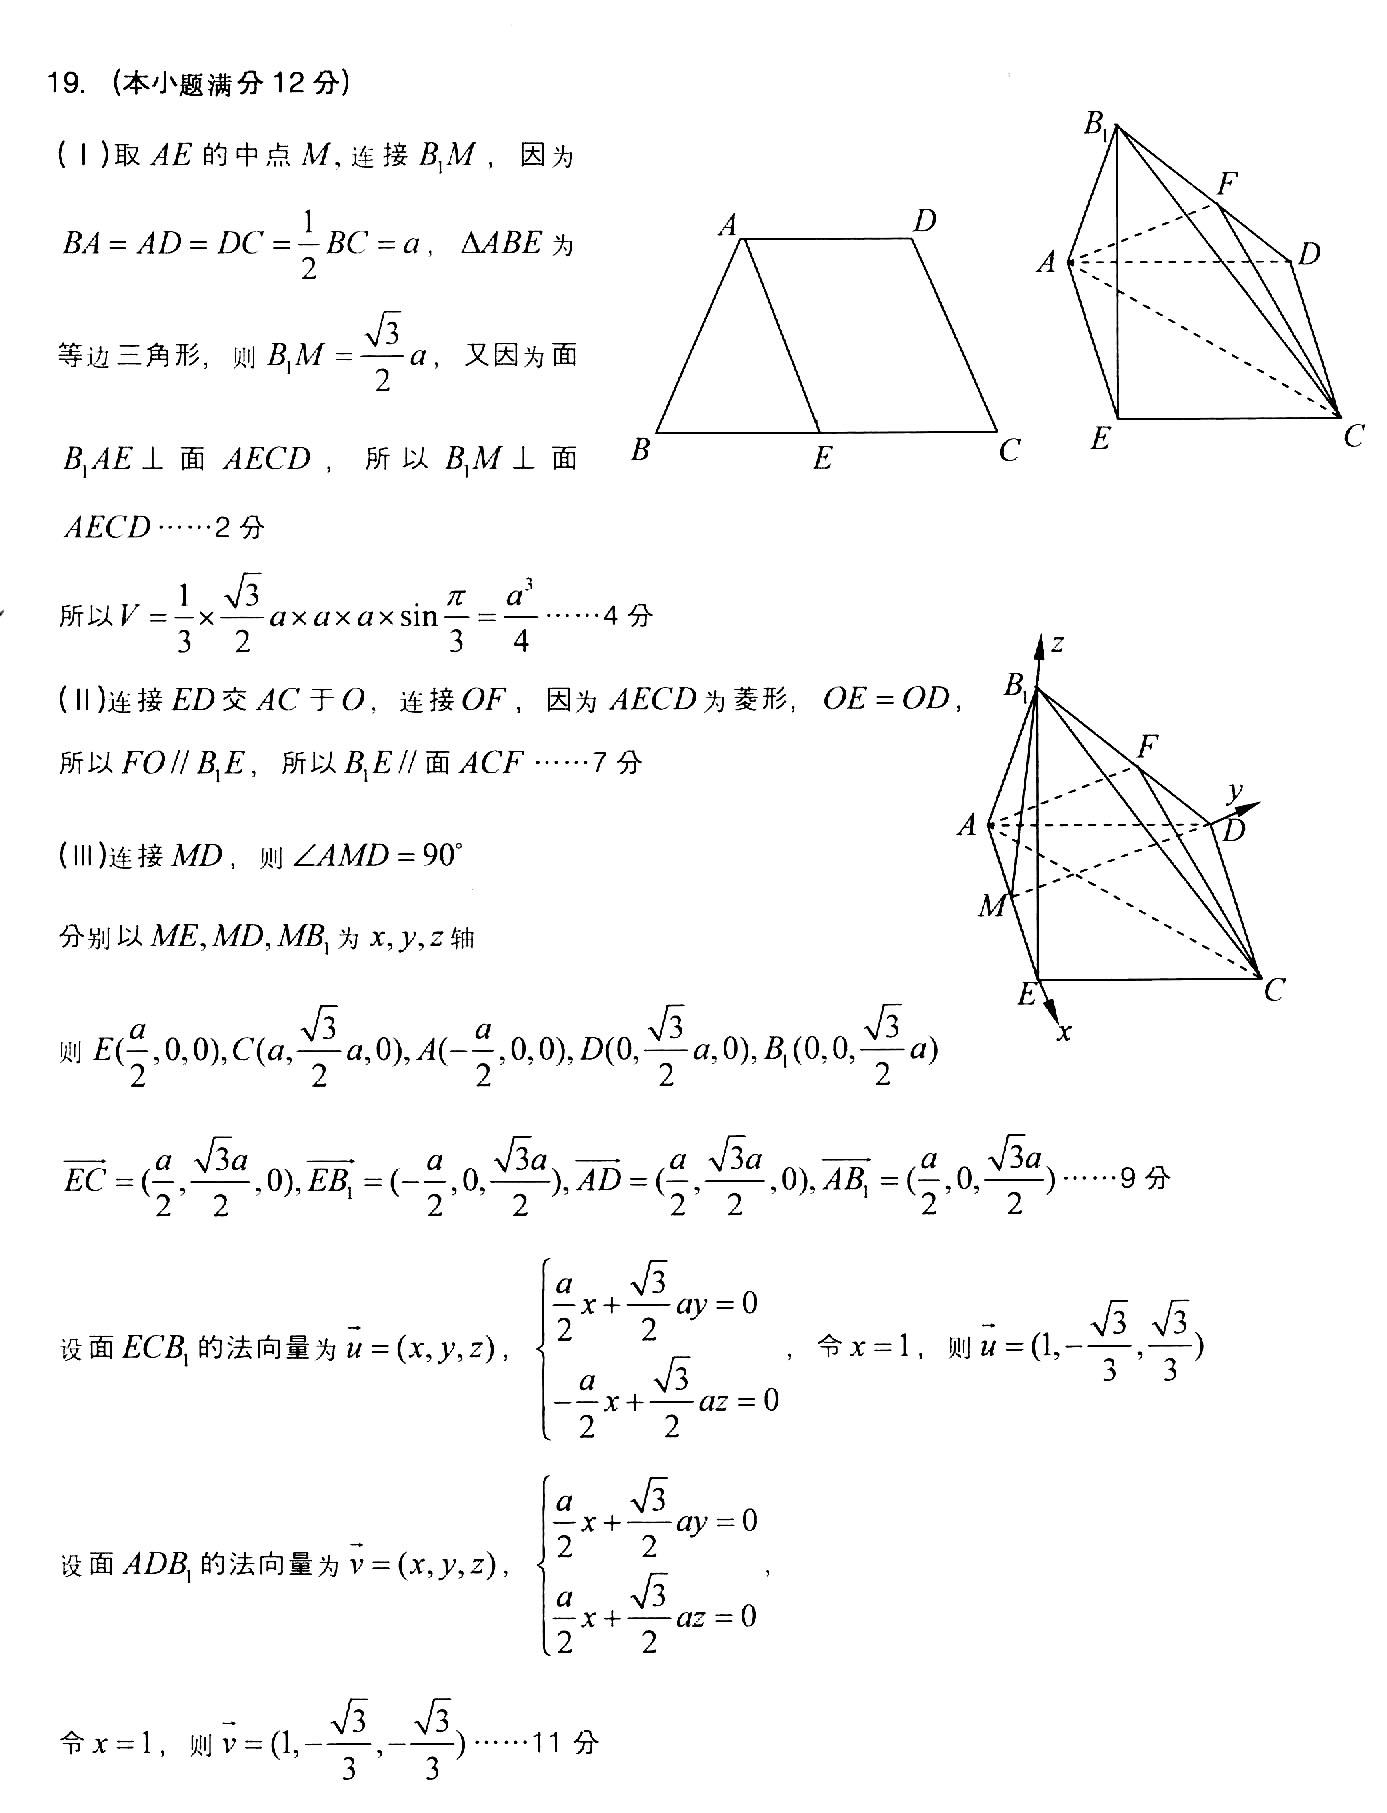 19. (本小题满分 12 分)
(Ⅰ)取 AE 的中点 M, 连接 B₁M, 因为
BA = AD = DC = 1/2 BC = a, ΔABE 为
等边三角形, 则 B₁M = √3/2 a, 又因为面
B₁AE ⊥ 面 AECD, 所以 B₁M ⊥ 面
AECD ……2 分
所以 V = 1/3 × √3/2 a × a × a × sin π/3 = a³/4 ……4 分
(Ⅱ)连接 ED 交 AC 于 O, 连接 OF, 因为 AECD 为菱形, OE = OD,
所以 FO // B₁E, 所以 B₁E // 面 ACF ……7 分
(Ⅲ)连接 MD, 则 ∠AMD = 90°
分别以 ME, MD, MB₁ 为 x, y, z 轴
则 E(a/2, 0, 0), C(a, √3/2 a, 0), A(-a/2, 0, 0), D(0, √3/2 a, 0), B₁(0, 0, √3/2 a)
EC→ = (a/2, √3a/2, 0), EB₁→ = (-a/2, 0, √3a/2), AD→ = (a/2, √3a/2, 0), AB₁→ = (a/2, 0, √3a/2) ……9 分
设面 ECB₁ 的法向量为 u→ = (x, y, z), { a/2 x + √3/2 ay = 0
-a/2 x + √3/2 az = 0 , 令 x = 1, 则 u→ = (1, -√3/3, √3/3)
设面 ADB₁ 的法向量为 v→ = (x, y, z), { a/2 x + √3/2 ay = 0
a/2 x + √3/2 az = 0 ,
令 x = 1, 则 v→ = (1, -√3/3, -√3/3) ……11 分
A
D
B
E
C
B₁
F
A
D
E
C
z
B₁
F
y
A
D
M
E
C
x